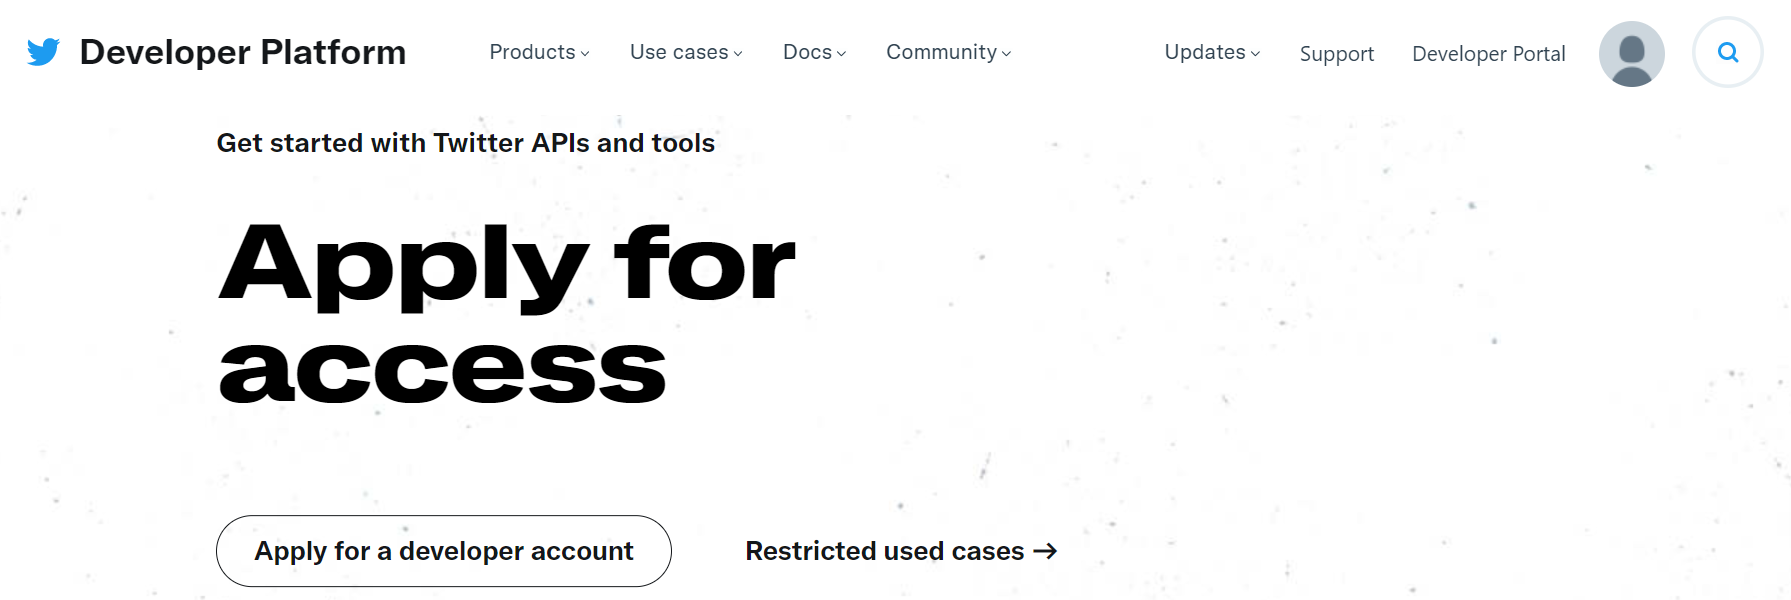 Developer Platform Products Use cases Docs Community Updates Support Developer Portal
Get started with Twitter APIs and tools
Apply for
access
Apply for a developer account Restricted used cases →